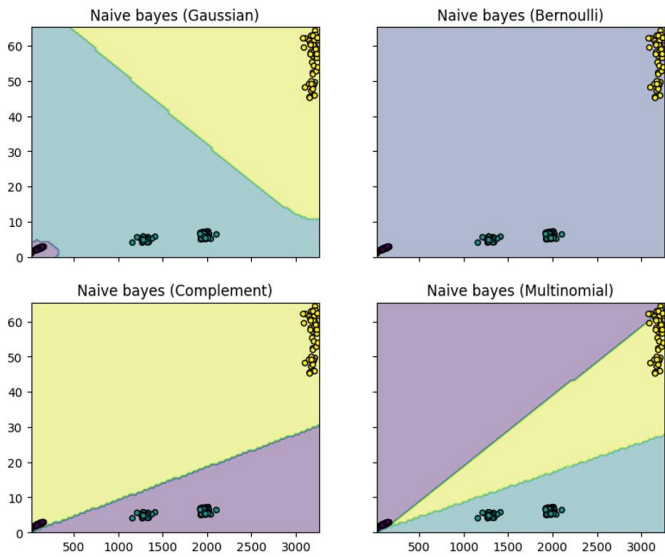 Naive bayes (Gaussian)
Naive bayes (Bernoulli)
60
50
40
30
20
10
0
Naive bayes (Complement)
Naive bayes (Multinomial)
60
50
40
30
20
10
0
500 1000 1500 2000 2500 3000
500 1000 1500 2000 2500 3000